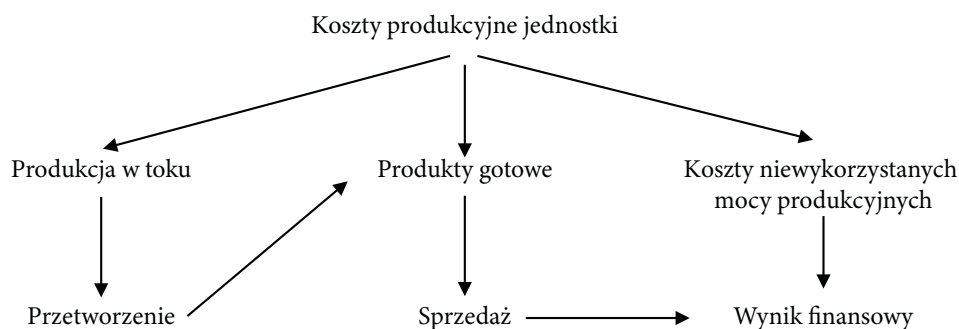 Koszty produkcyjne jednostki
Produkcja w toku
Produkty gotowe
Koszty niewykorzystanych
mocy produkcyjnych
Przetworzenie
Sprzedaż
Wynik finansowy